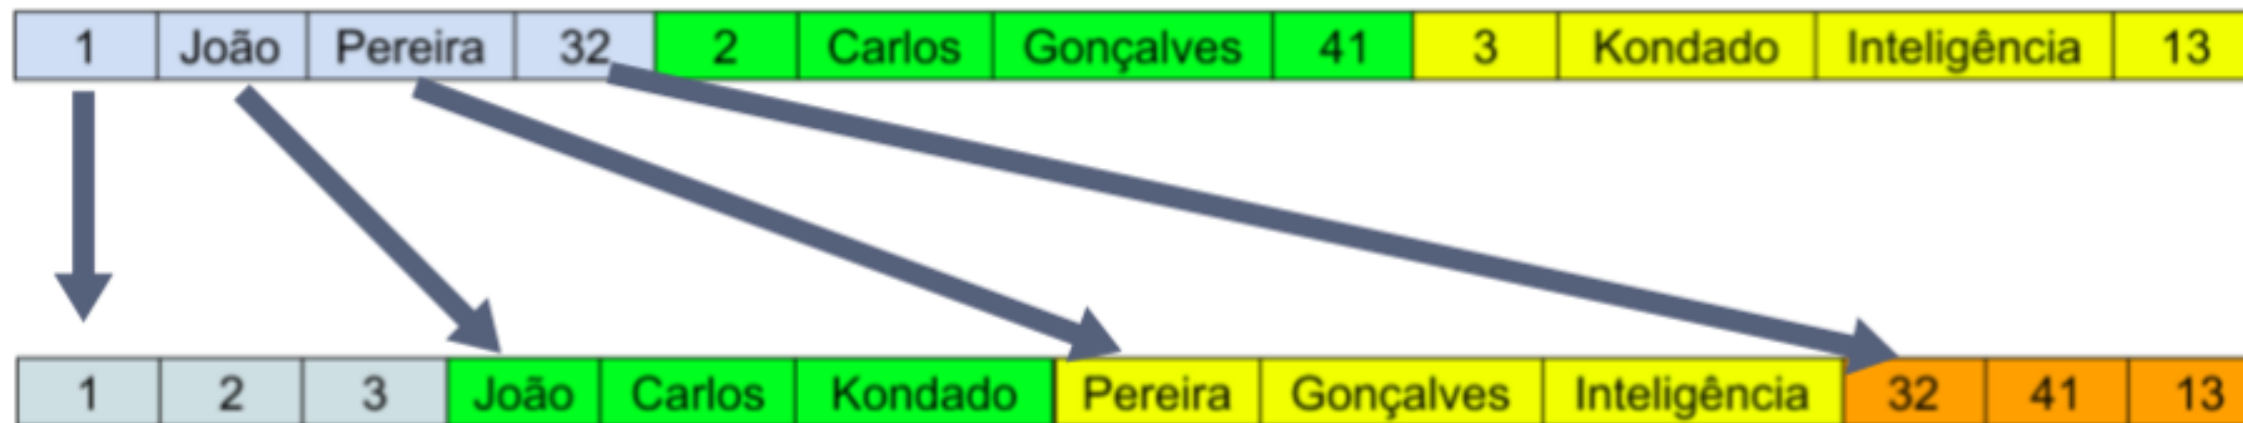 1 João Pereira 32 2 Carlos Gonçalves 41 3 Kondado Inteligência 13
1 2 3 João Carlos Kondado Pereira Gonçalves Inteligência 32 41 13